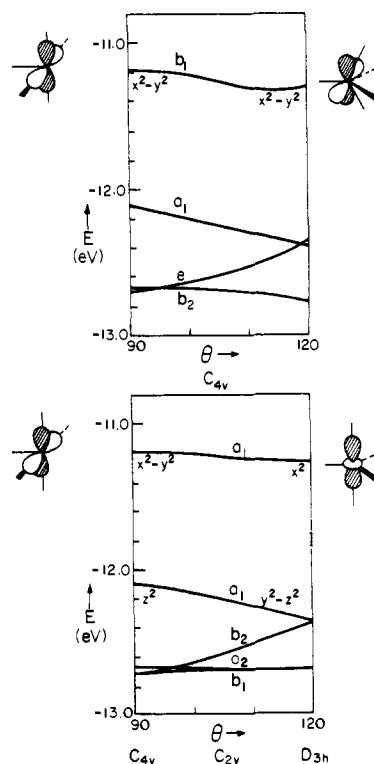 -11.0
b₁
x²-y²
x²-y²
-12.0
E
(eV)
a₁
e
b₂
-13.0
90
θ →
120
C₄ᵥ
-11.0
a
x²-y²
x²
-12.0
E
(eV)
z²
a₁
y²-z²
b₂
a₂
b₁
-13.0
90
θ →
120
C₄ᵥ
C₂ᵥ
D₃ₕ